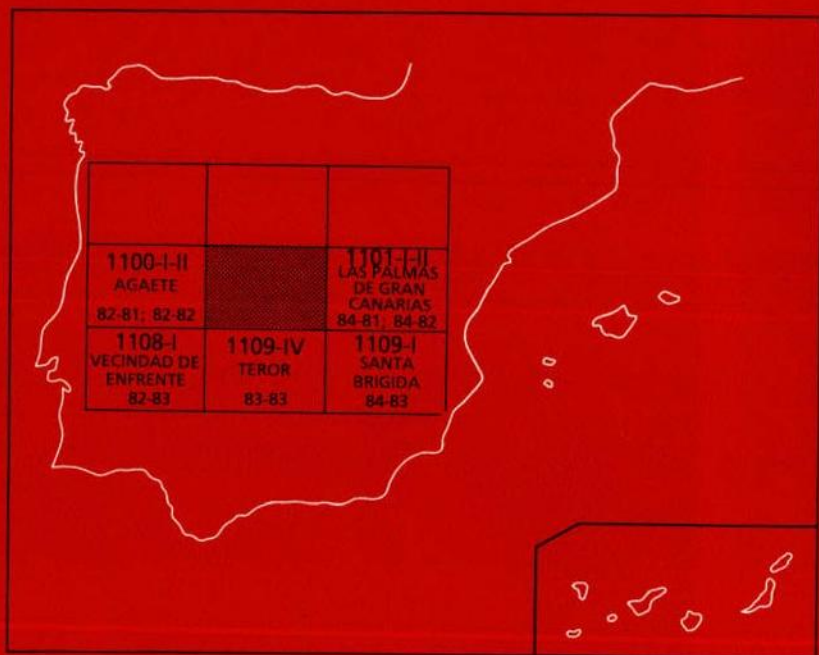 1100-I-II
AGAETE
82-81; 82-82
1101-I-II
LAS PALMAS
DE GRAN
CANARIAS
84-81; 84-82
1108-I
VECINDAD DE
ENFRENTE
82-83
1109-IV
TEROR
83-83
1109-I
SANTA
BRIGIDA
84-83